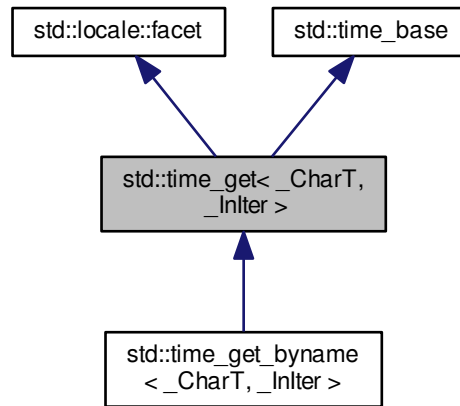 std::locale::facet
std::time_base
std::time_get< _CharT,
_InIter >
std::time_get_byname
< _CharT, _InIter >